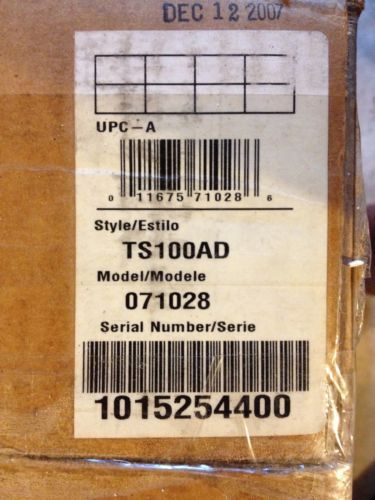 DEC 12 2007
UPC-A
0 11675 71028 6
Style/Estilo
TS100AD
Model/Modele
071028
Serial Number/Serie
1015254400